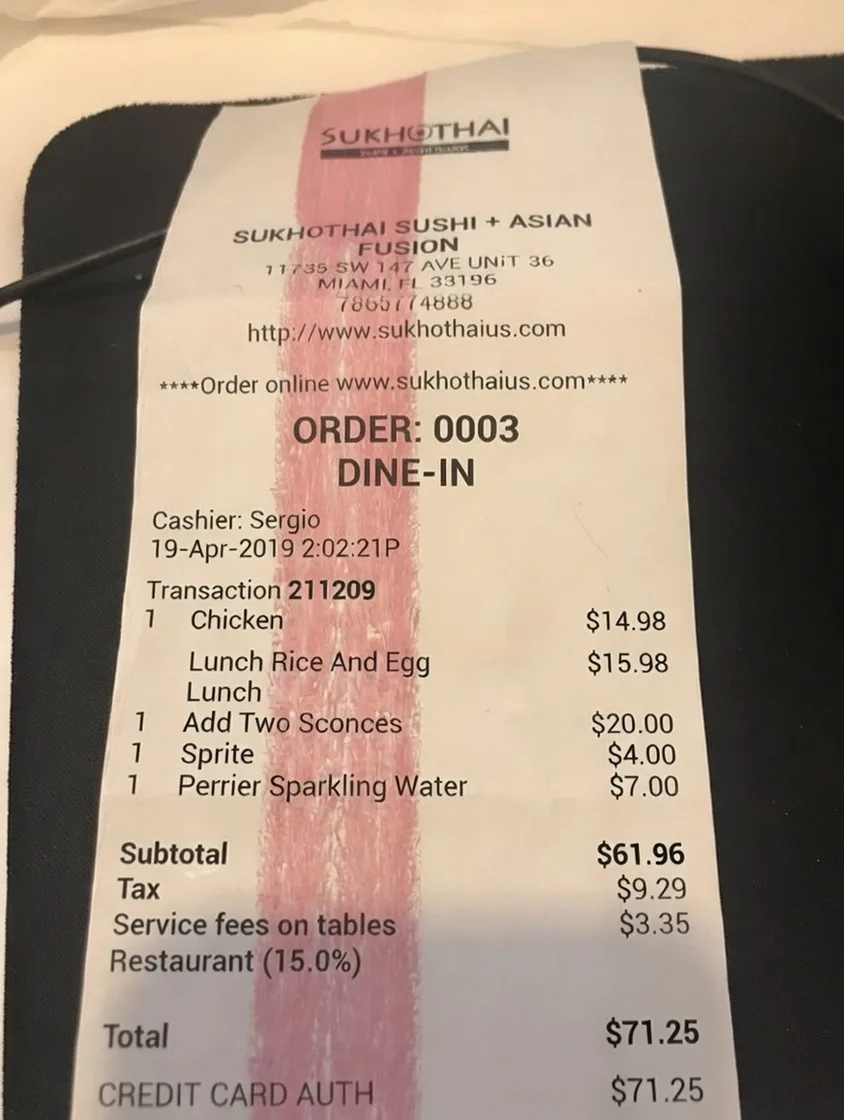 SUKHOTHAI
SUKHOTHAI SUSHI + ASIAN
FUSION
11735 SW 147 AVE UNiT 36
MIAMI, FL 33196
7865774888
http://www.sukhothaius.com
****Order online www.sukhothaius.com****
ORDER: 0003
DINE-IN
Cashier: Sergio
19-Apr-2019 2:02:21P
Transaction 211209
1 Chicken $14.98
Lunch Rice And Egg $15.98
Lunch
1 Add Two Sconces $20.00
1 Sprite $4.00
1 Perrier Sparkling Water $7.00
Subtotal $61.96
Tax $9.29
Service fees on tables $3.35
Restaurant (15.0%)
Total $71.25
CREDIT CARD AUTH $71.25